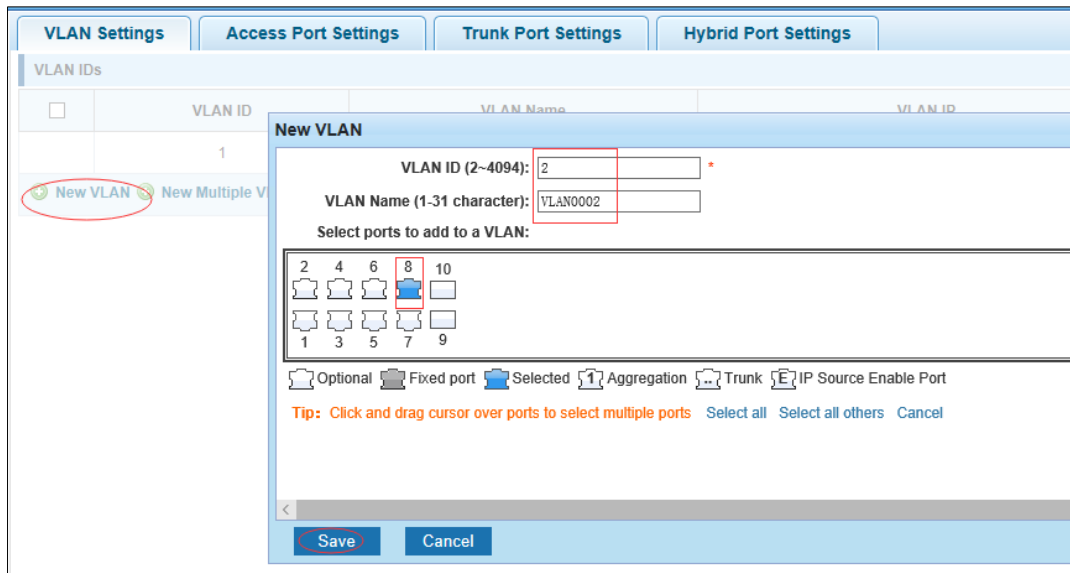 VLAN Settings Access Port Settings Trunk Port Settings Hybrid Port Settings
VLAN IDs
VLAN ID VLAN Name VLAN IP
1
New VLAN New Multiple V
New VLAN
VLAN ID (2~4094): 2 *
VLAN Name (1-31 character): VLAN0002
Select ports to add to a VLAN:
2 4 6 8 10
1 3 5 7 9
Optional Fixed port Selected 1 Aggregation .. Trunk E IP Source Enable Port
Tip: Click and drag cursor over ports to select multiple ports Select all Select all others Cancel
Save Cancel